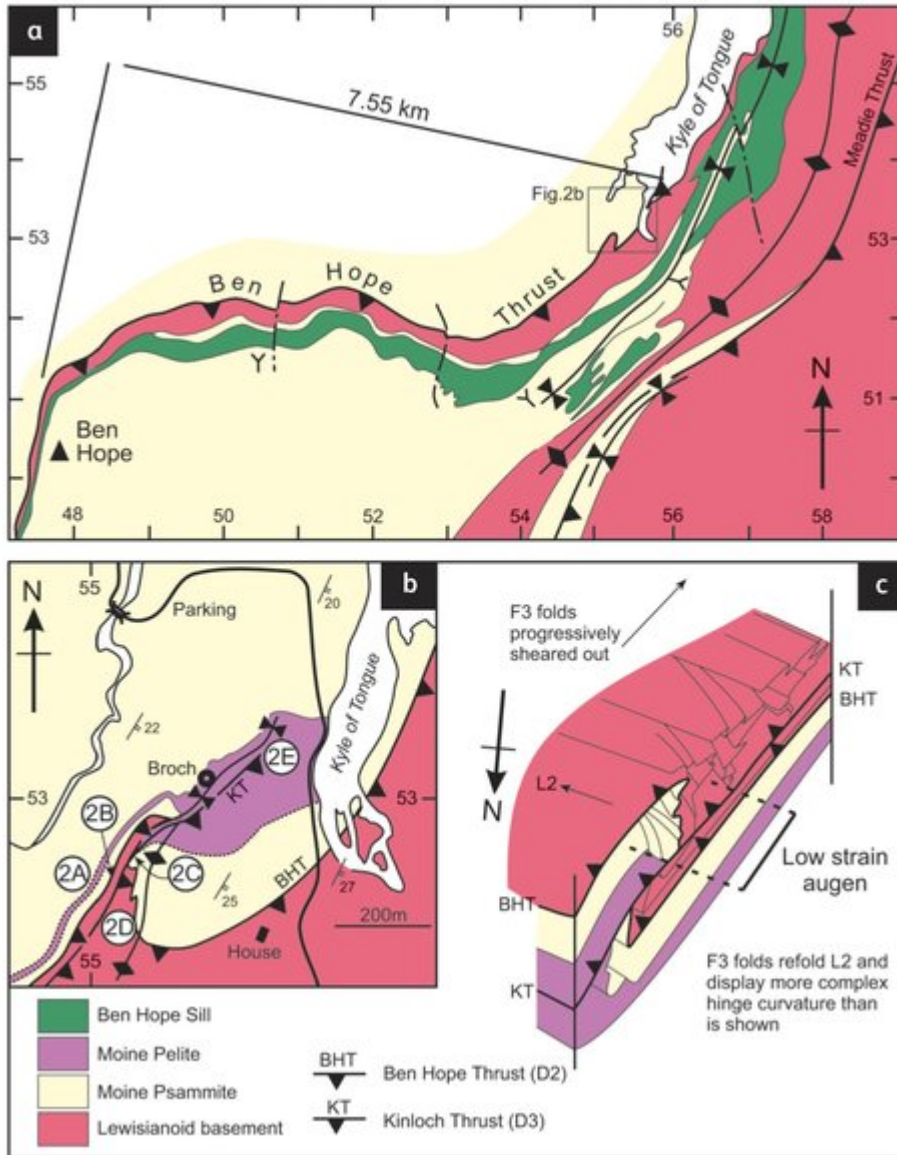 a
56
55
7.55 km
Kyle of Tongue
Meadie Thrust
Fig.2b
53
53
Ben Hope Thrust
Y
Y
Y
N
51
Ben
Hope
48
50
52
54
56
58
b
N
55
Parking
20
22
Kyle of Tongue
Broch
2E
KT
53
53
2B
2A
2C
BHT
25
27
2D
200m
House
55
c
F3 folds
progressively
sheared out
KT
BHT
L2
N
Low strain
augen
BHT
KT
F3 folds refold L2 and
display more complex
hinge curvature than
is shown
Ben Hope Sill
Moine Pelite
Moine Psammite
Lewisianoid basement
BHT
Ben Hope Thrust (D2)
KT
Kinloch Thrust (D3)